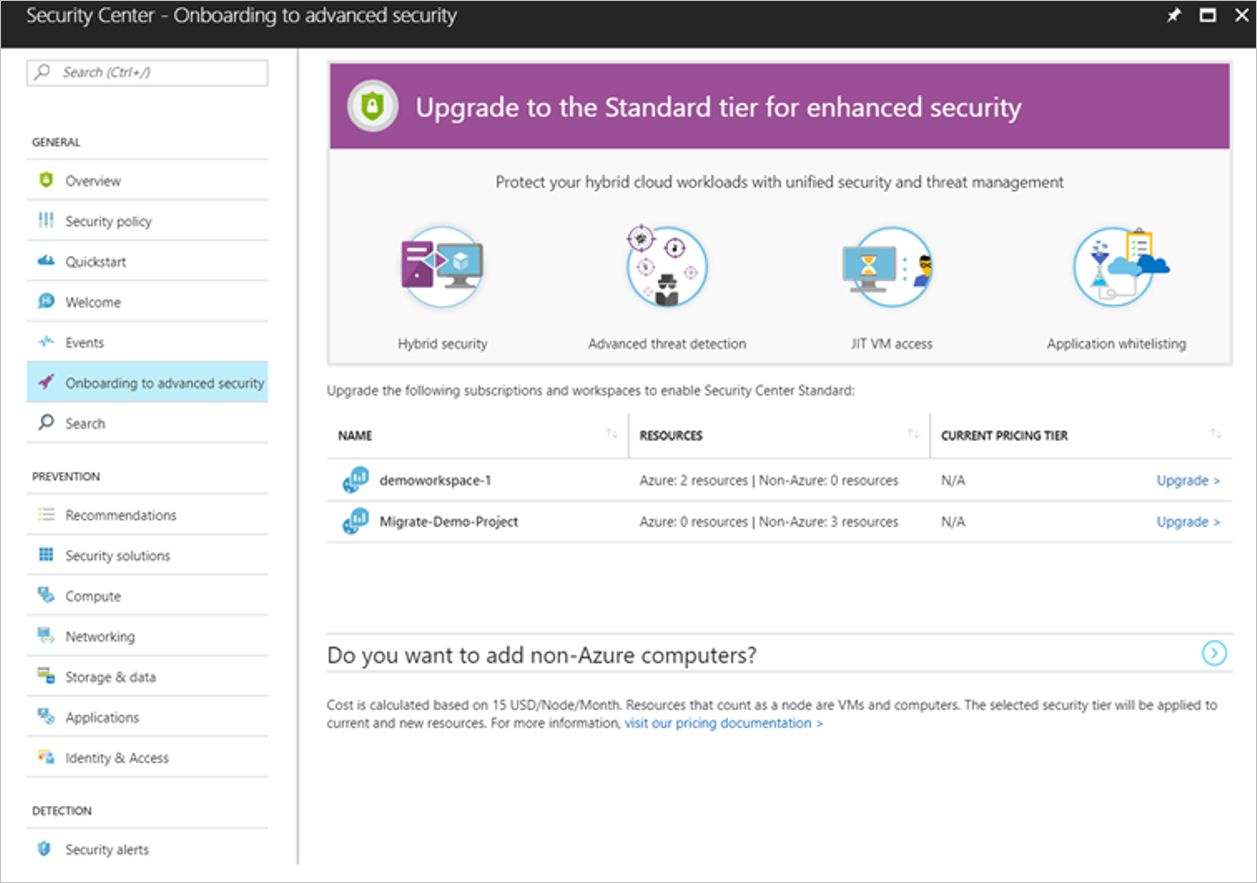 Security Center - Onboarding to advanced security
Search (Ctrl+/)
GENERAL
Overview
Security policy
Quickstart
Hi
Welcome
Events
Onboarding to advanced security
Search
PREVENTION
Recommendations
Security solutions
Compute
Networking
Storage & data
Applications
Identity & Access
DETECTION
Security alerts
Upgrade to the Standard tier for enhanced security
Protect your hybrid cloud workloads with unified security and threat management
Hybrid security
Advanced threat detection
JIT VM access
Application whitelisting
Upgrade the following subscriptions and workspaces to enable Security Center Standard:
NAME RESOURCES CURRENT PRICING TIER
demoworkspace-1 Azure: 2 resources | Non-Azure: 0 resources N/A Upgrade >
Migrate-Demo-Project Azure: 0 resources | Non-Azure: 3 resources N/A Upgrade >
Do you want to add non-Azure computers?
Cost is calculated based on 15 USD/Node/Month. Resources that count as a node are VMs and computers. The selected security tier will be applied to
current and new resources. For more information, visit our pricing documentation >